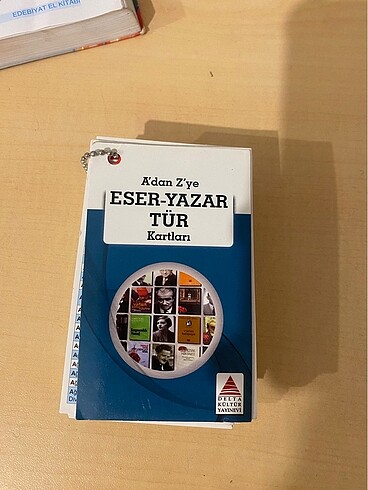 EDEBİYAT EL KİTABI
A'dan Z'ye
ESER-YAZAR
TÜR
Kartları
DELTA
KÜLTÜR
YAYINEVİ